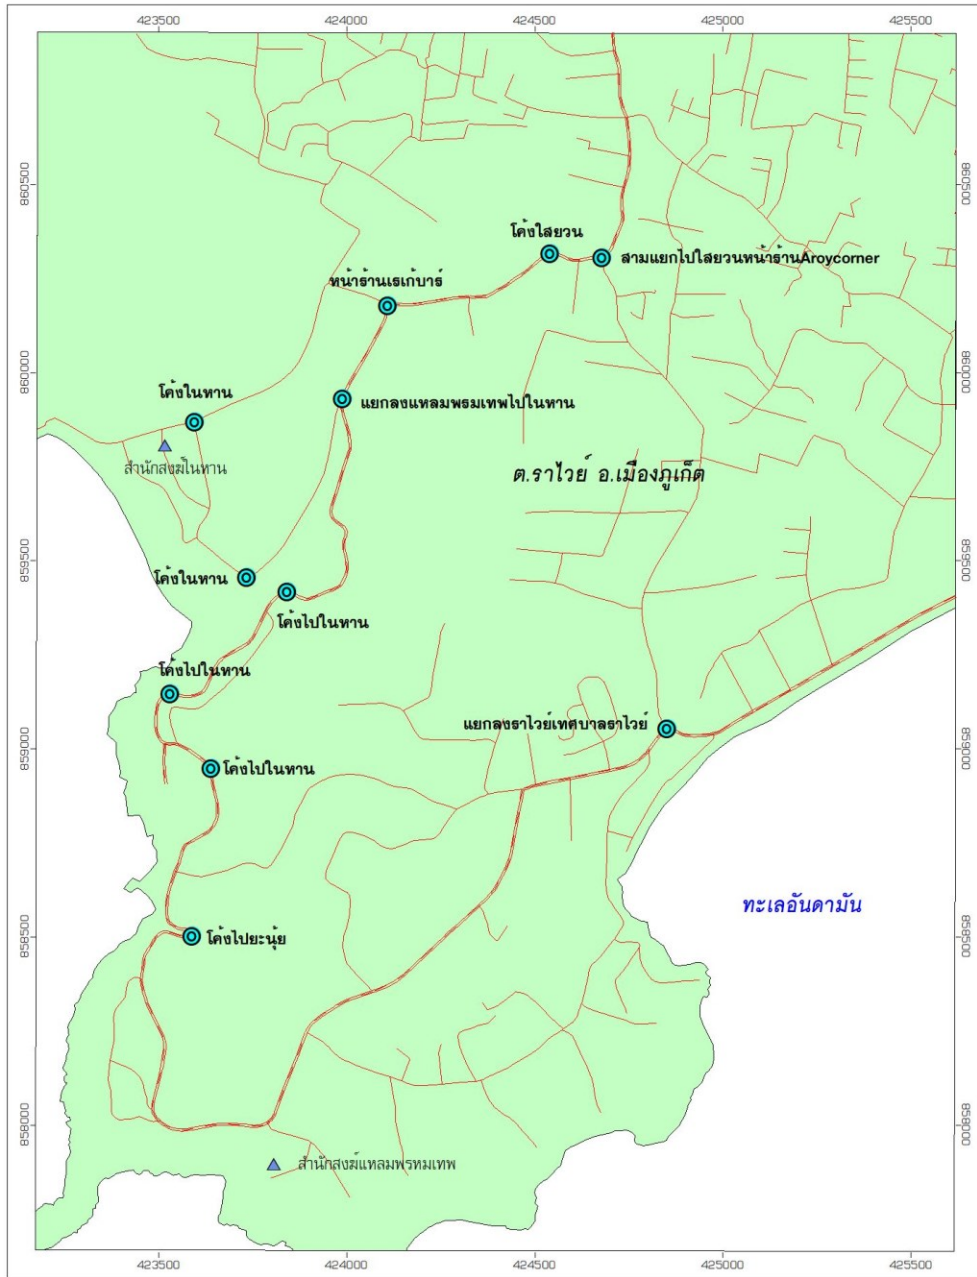 423500 424000 424500 425000 425500
860500 860500
โค้งใสยวน
สามแยกไปใสยวนหน้าร้านAroycorner
หน้าร้านเรเก้บาร์
860000 860000
โค้งในหาน
แยกลงแหลมพรมเทพไปในหาน
สำนักสงฆ์ในหาน
ต.ราไวย์ อ.เมืองภูเก็ต
859500 859500
โค้งในหาน
โค้งไปในหาน
โค้งไปในหาน
แยกลงราไวย์เทศบาลราไวย์
859000 859000
โค้งไปในหาน
ทะเลอันดามัน
858500 858500
โค้งไปยะนุ้ย
858000 858000
สำนักสงฆ์แหลมพรหมเทพ
423500 424000 424500 425000 425500